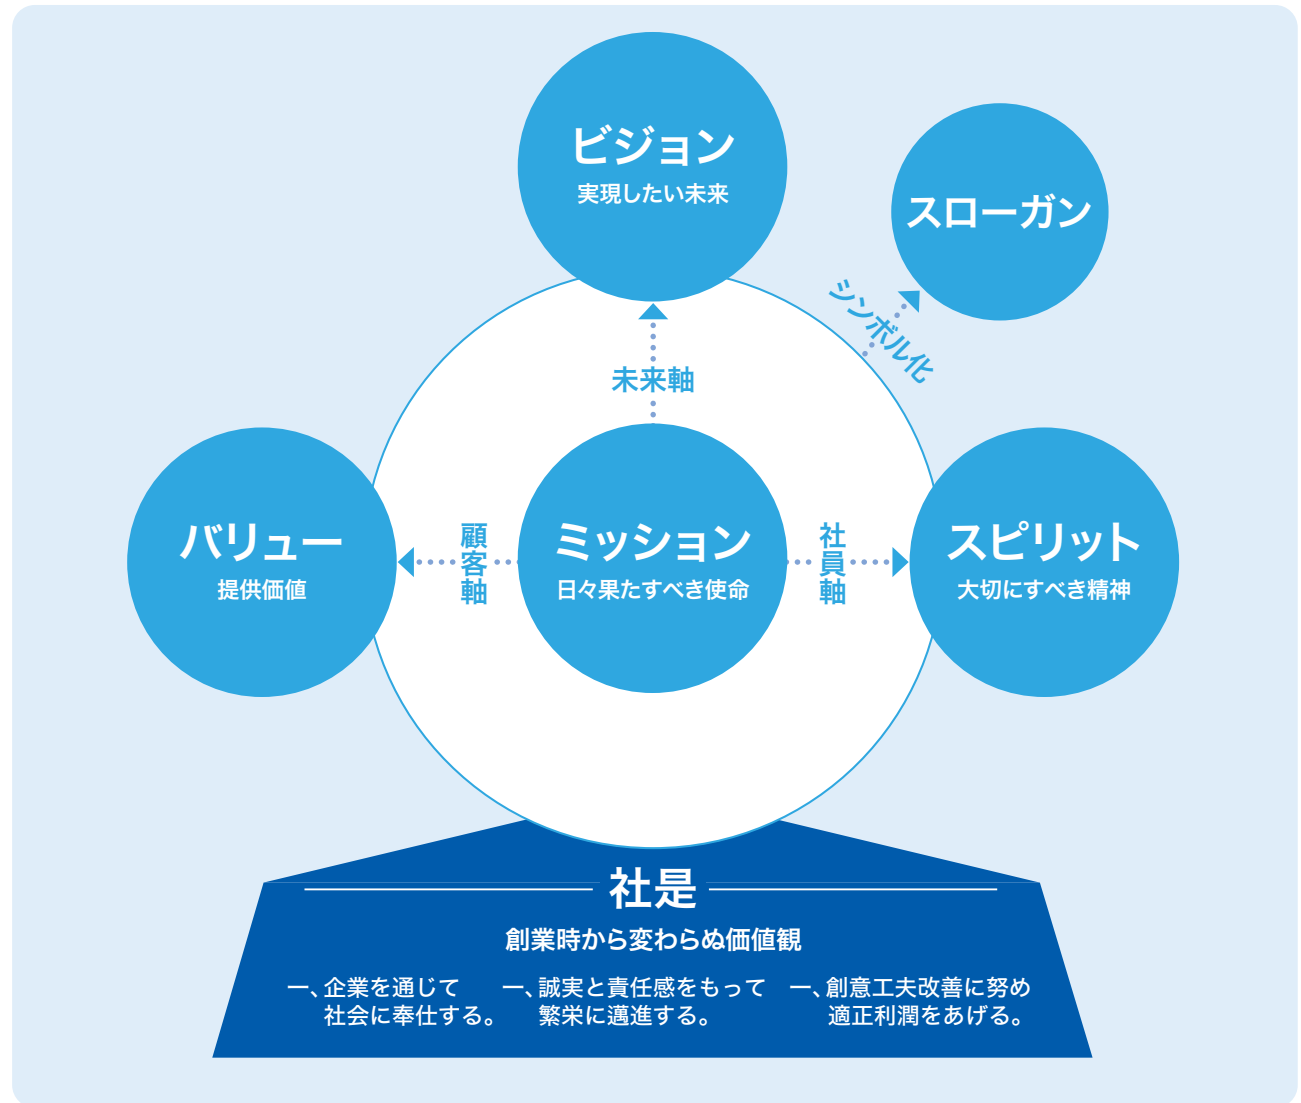 ビジョン
実現したい未来
スローガン
シンボル化
未来軸
バリュー
提供価値
顧客軸
ミッション
日々果たすべき使命
社員軸
スピリット
大切にすべき精神
社是
創業時から変わらぬ価値観
一、企業を通じて
社会に奉仕する。
一、誠実と責任感をもって
繁栄に邁進する。
一、創意工夫改善に努め
適正利潤をあげる。